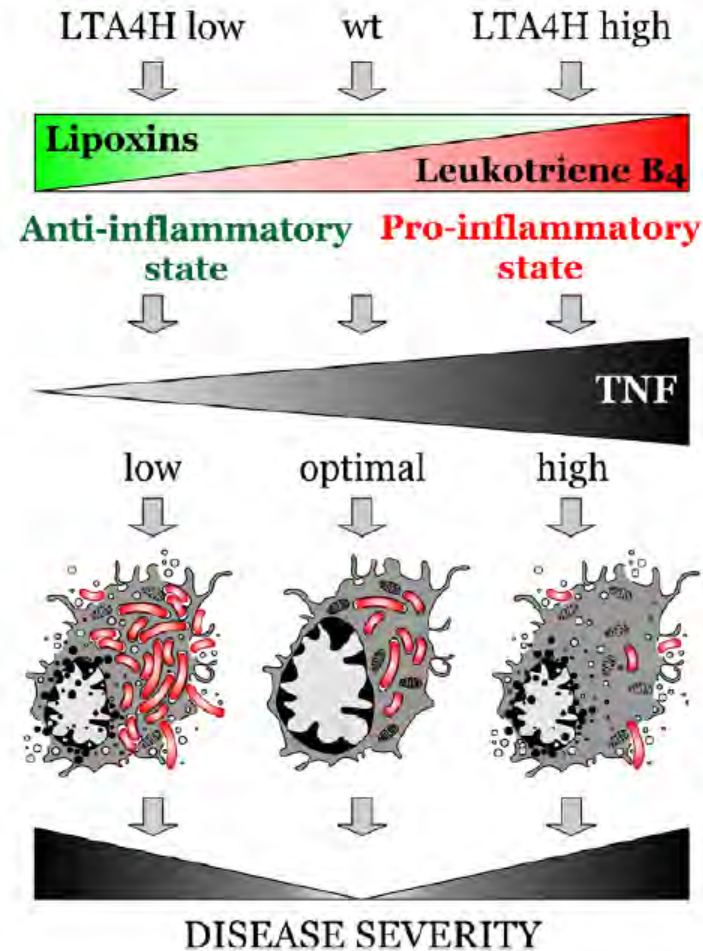 LTA4H low wt LTA4H high
Lipoxins
Leukotriene B4
Anti-inflammatory Pro-inflammatory
state state
TNF
low optimal high
DISEASE SEVERITY